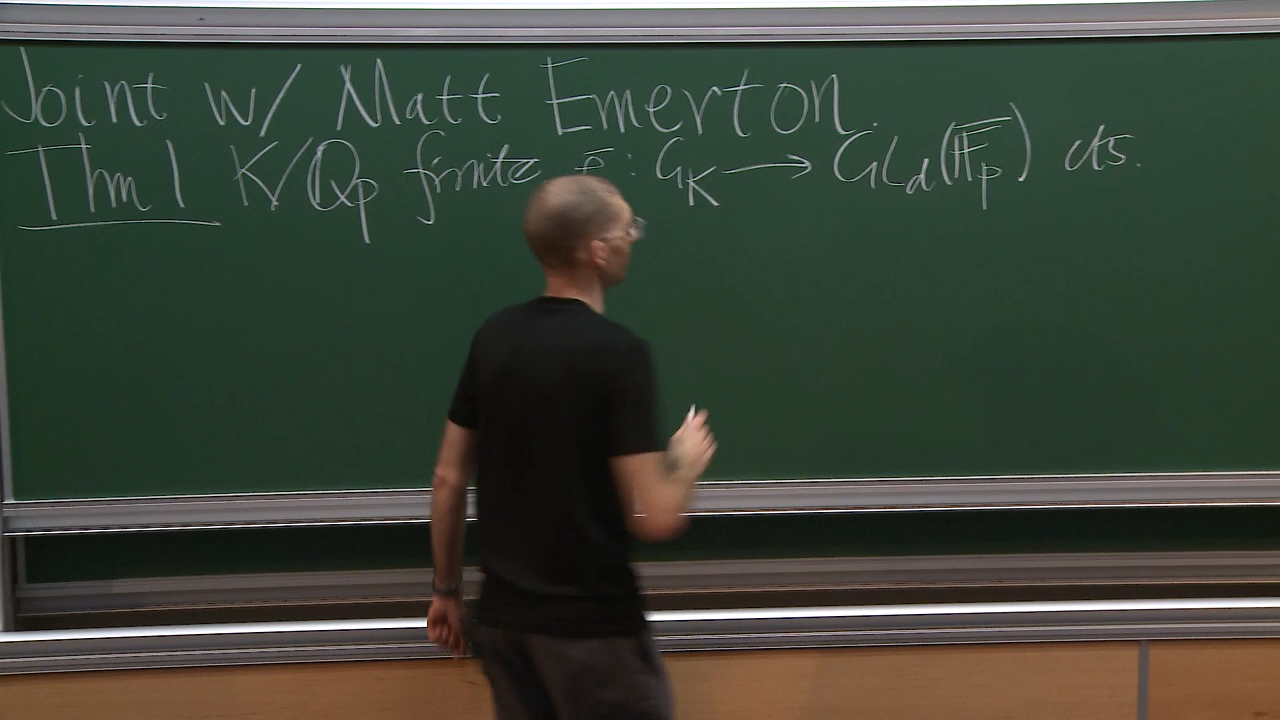 Joint w/ Matt Emerton.
Thm 1 K/ℚp finite ρ̄ : G_K ⟶ GL_d(𝔽̄_p) cts.